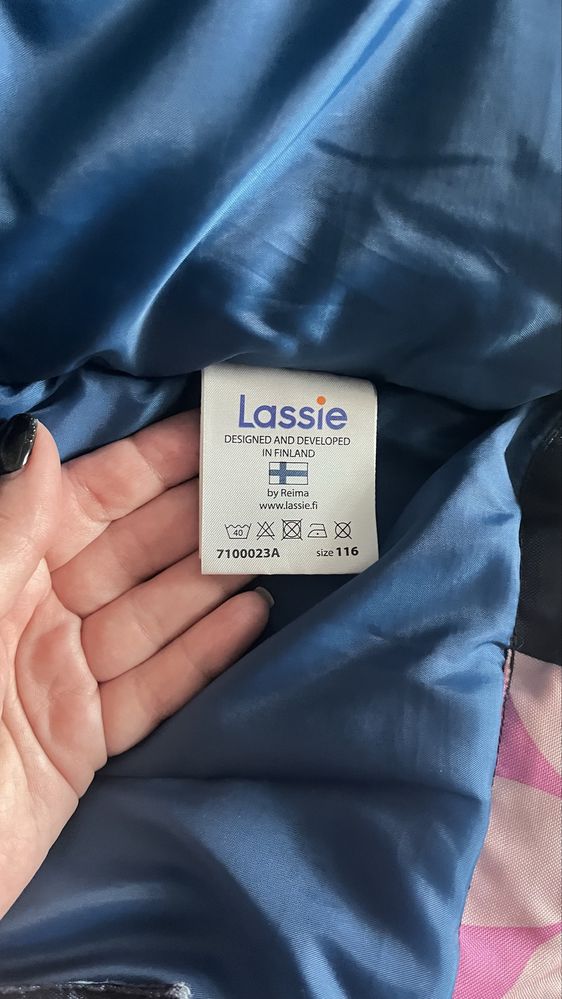 Lassie
DESIGNED AND DEVELOPED
IN FINLAND
by Reima
www.lassie.fi
40
7100023A size 116